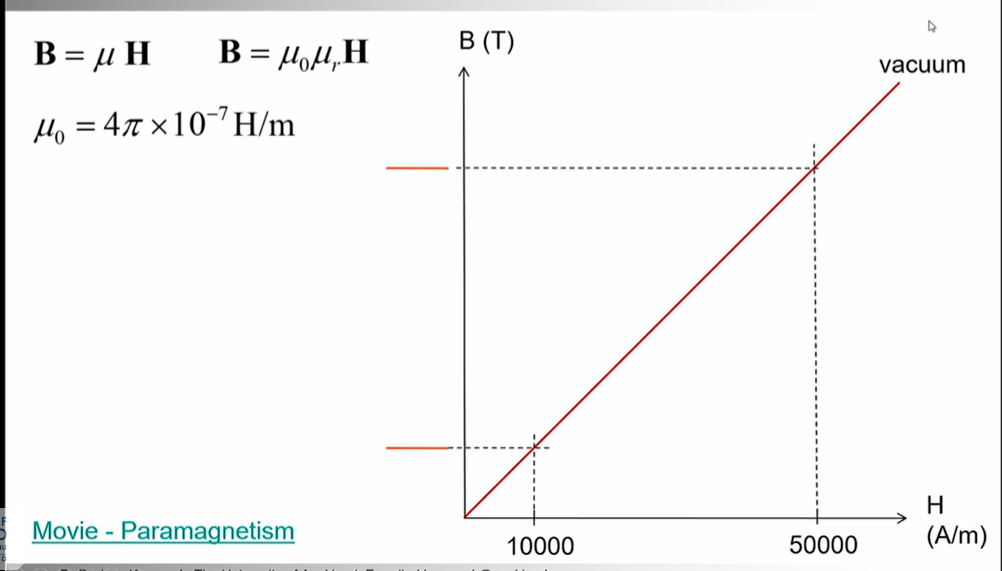 B = μ H
B = μ₀μᵣH
μ₀ = 4π ×10⁻⁷ H/m
B (T)
vacuum
H
(A/m)
10000
50000
Movie - Paramagnetism